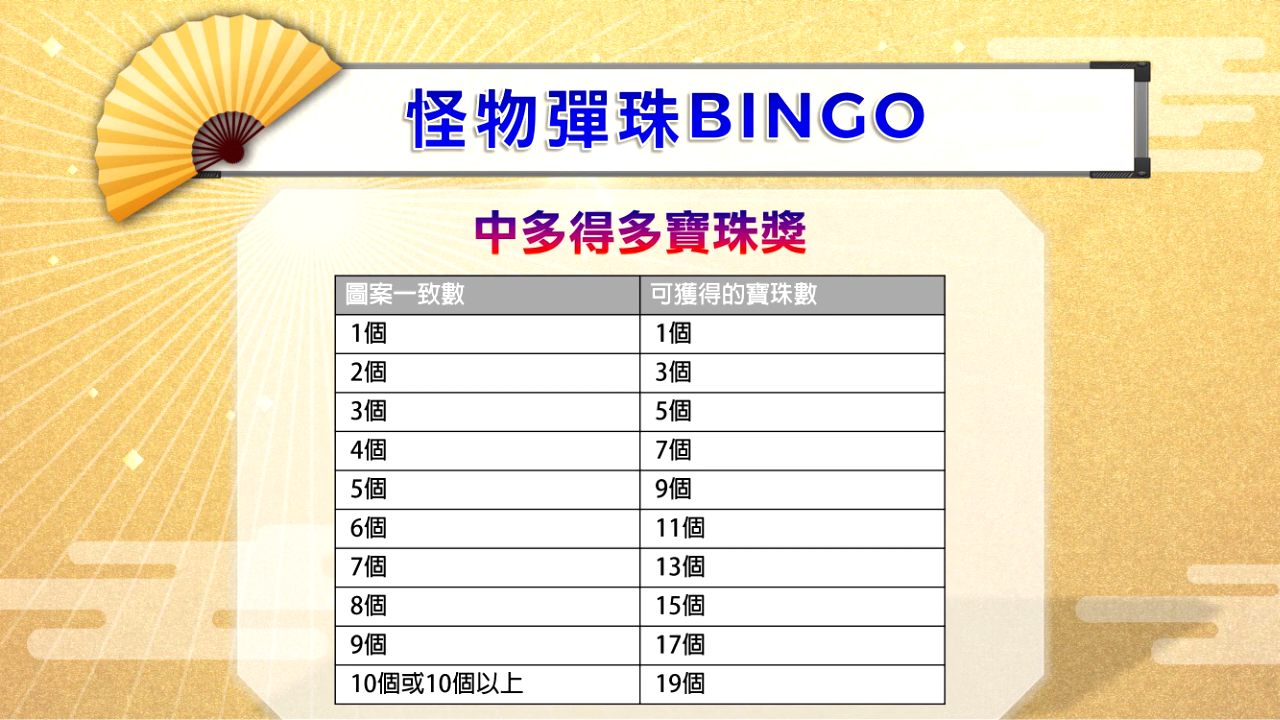 怪物彈珠BINGO
中多得多寶珠獎
圖案一致數 可獲得的寶珠數
1個 1個
2個 3個
3個 5個
4個 7個
5個 9個
6個 11個
7個 13個
8個 15個
9個 17個
10個或10個以上 19個